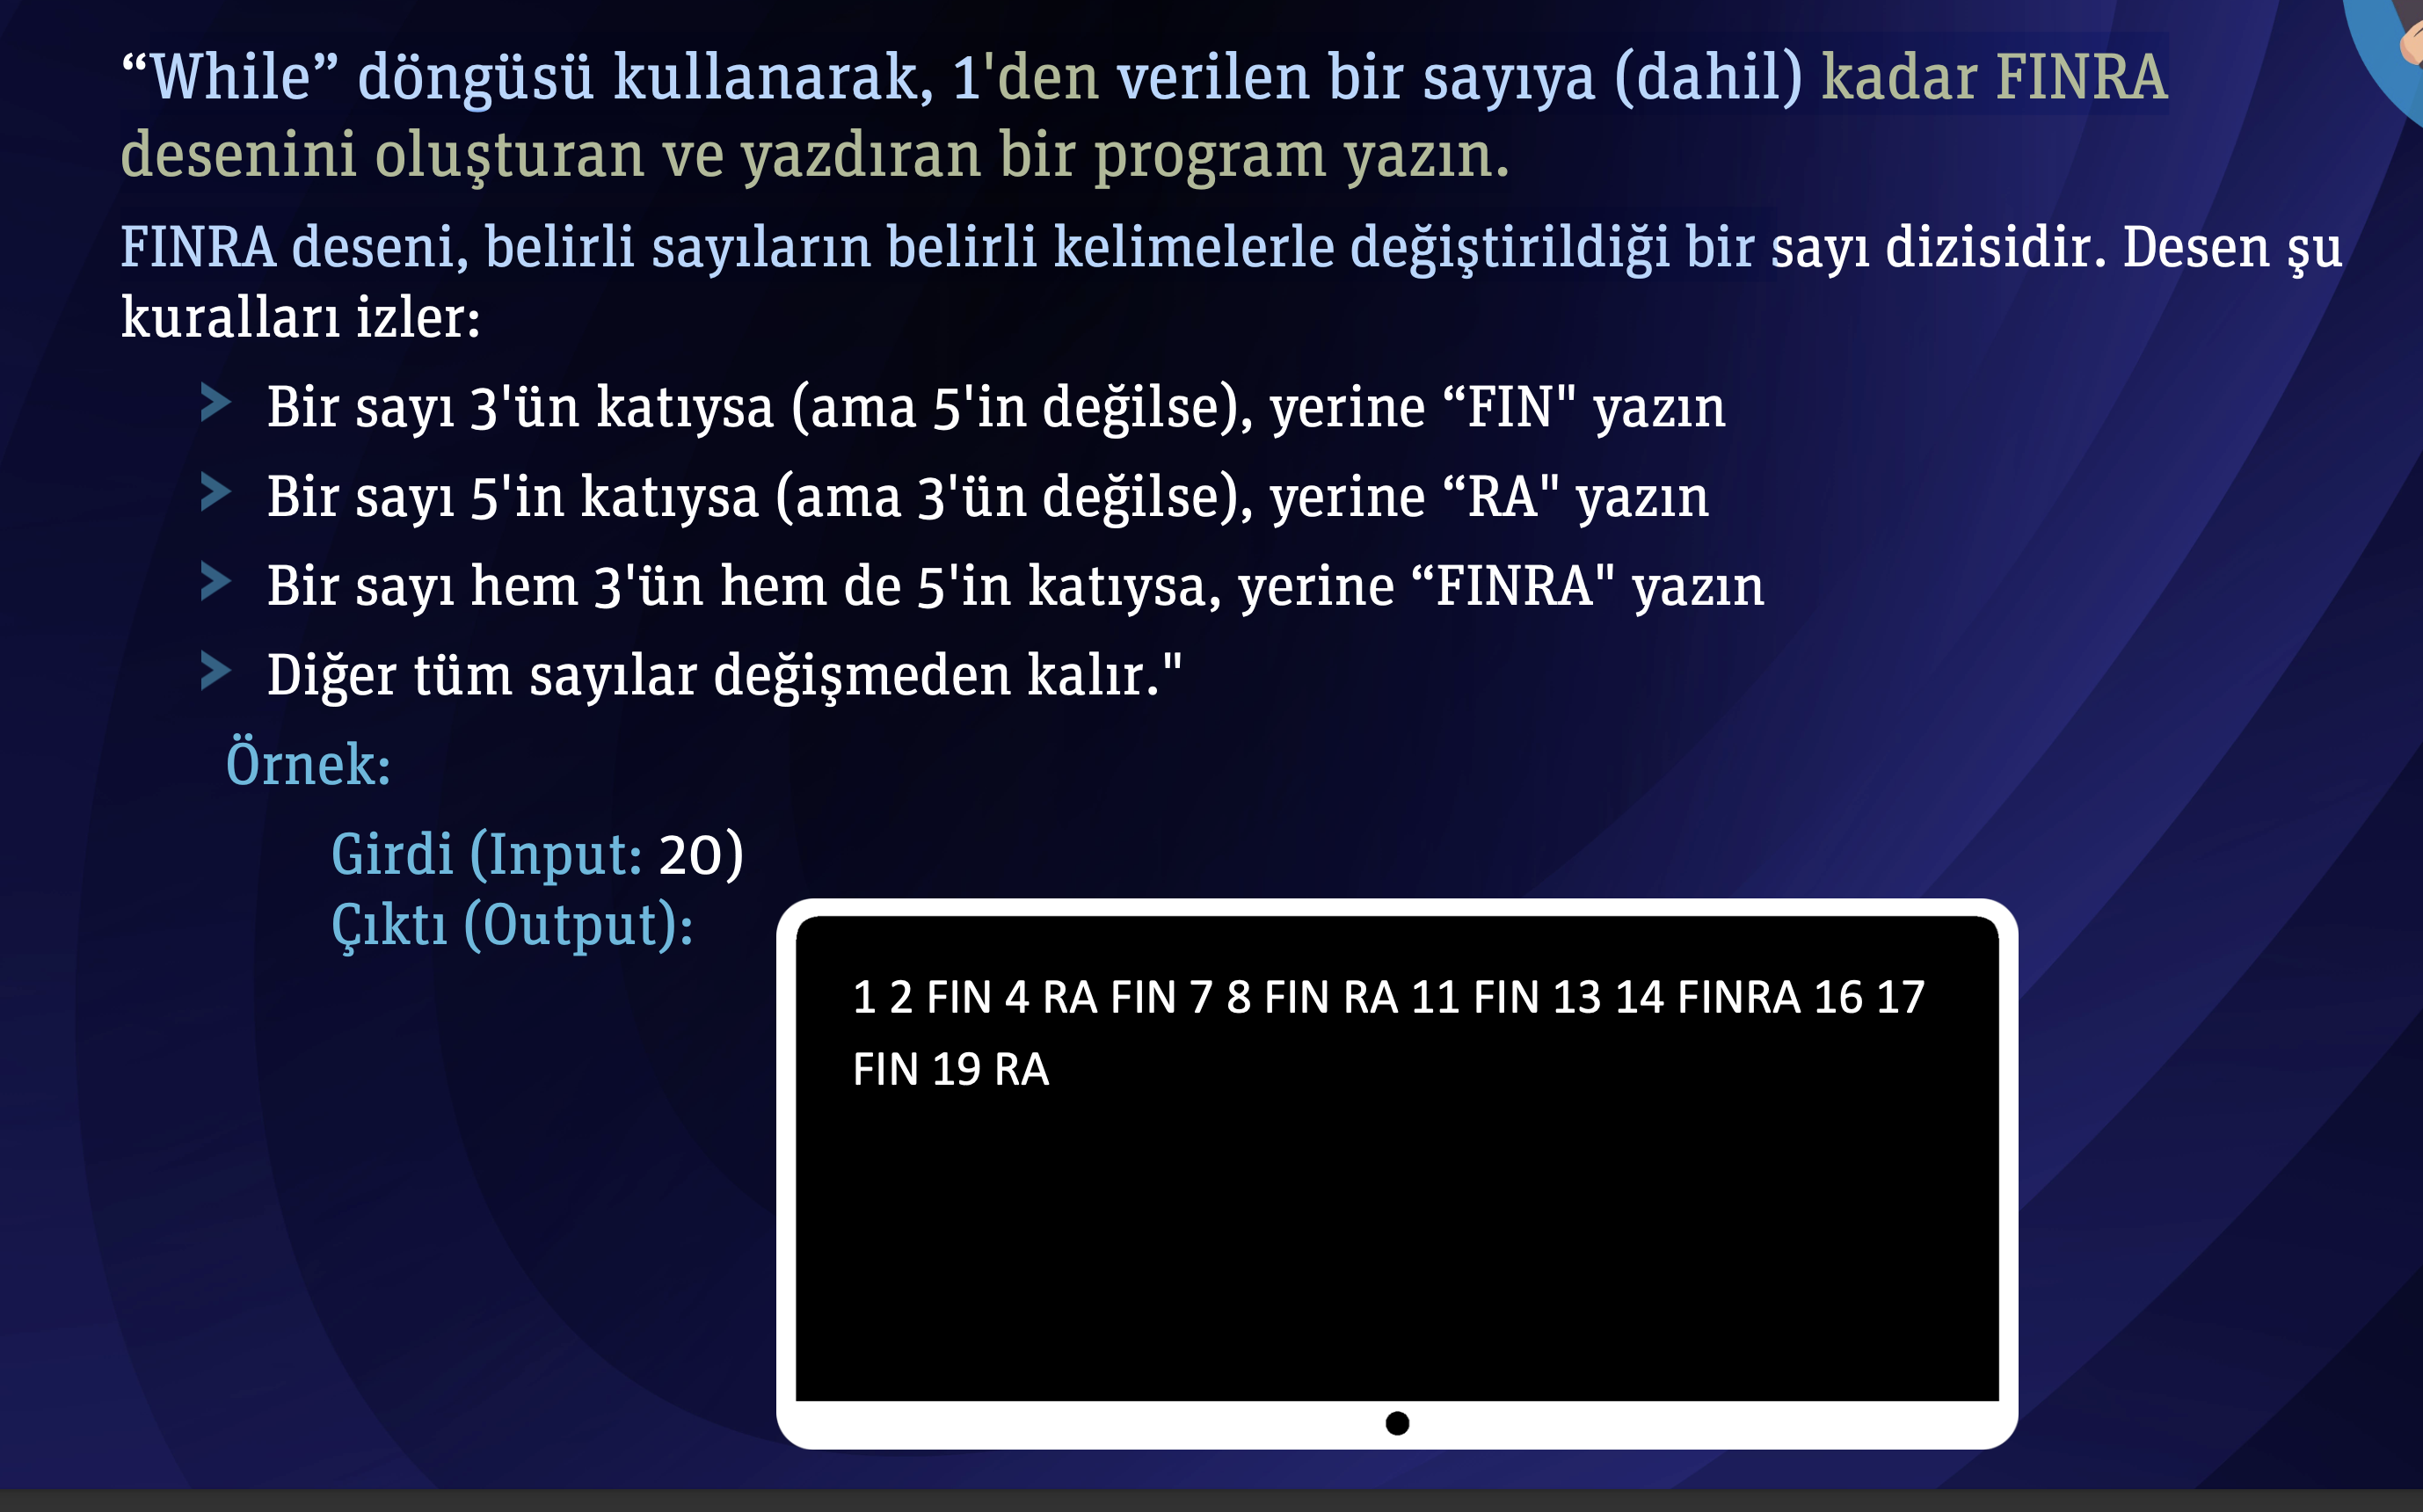 “While” döngüsü kullanarak, 1'den verilen bir sayıya (dahil) kadar FINRA
desenini oluşturan ve yazdıran bir program yazın.
FINRA deseni, belirli sayıların belirli kelimelerle değiştirildiği bir sayı dizisidir. Desen şu
kuralları izler:
Bir sayı 3'ün katıysa (ama 5'in değilse), yerine “FIN" yazın
Bir sayı 5'in katıysa (ama 3'ün değilse), yerine “RA" yazın
Bir sayı hem 3'ün hem de 5'in katıysa, yerine “FINRA" yazın
Diğer tüm sayılar değişmeden kalır."
Örnek:
Girdi (Input: 20)
Çıktı (Output):
1 2 FIN 4 RA FIN 7 8 FIN RA 11 FIN 13 14 FINRA 16 17
FIN 19 RA